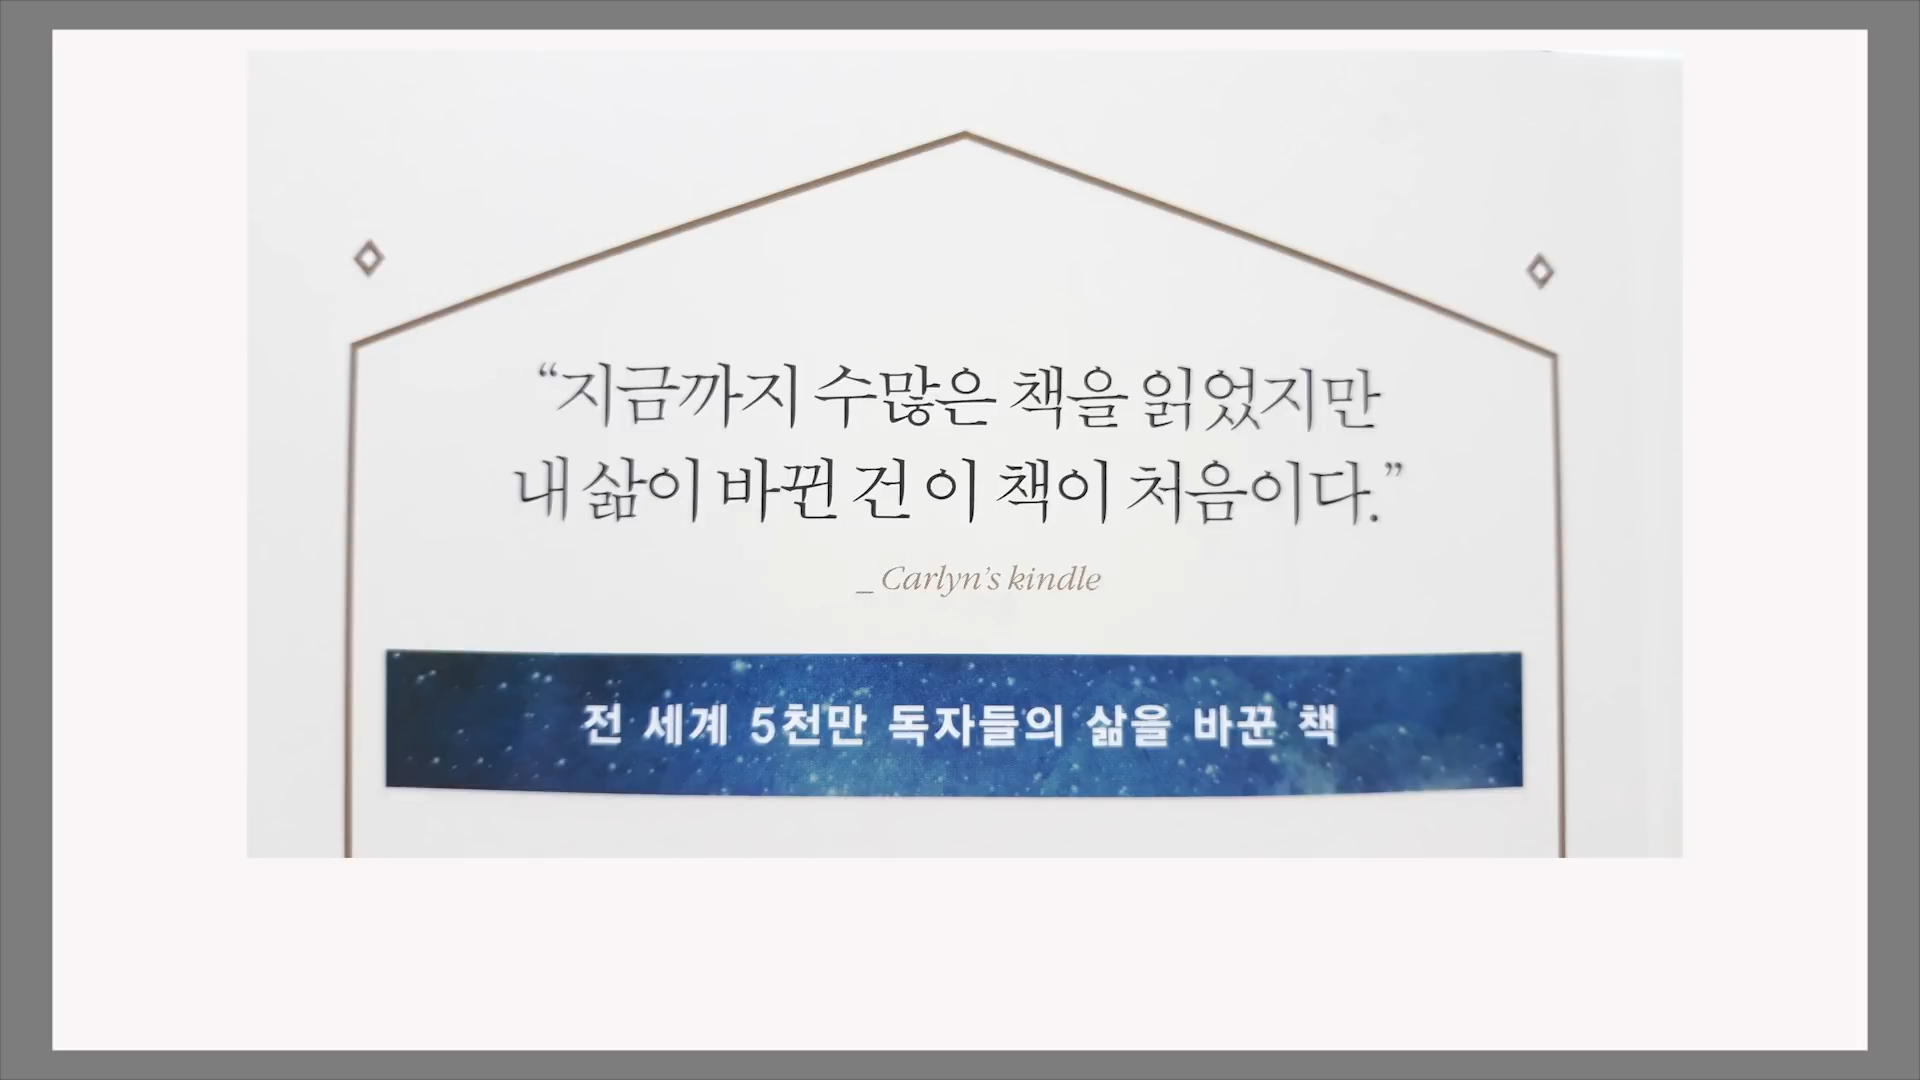 “지금까지 수많은 책을 읽었지만
내 삶이 바뀐 건 이 책이 처음이다.”
_ Carlyn’s kindle
전 세계 5천만 독자들의 삶을 바꾼 책